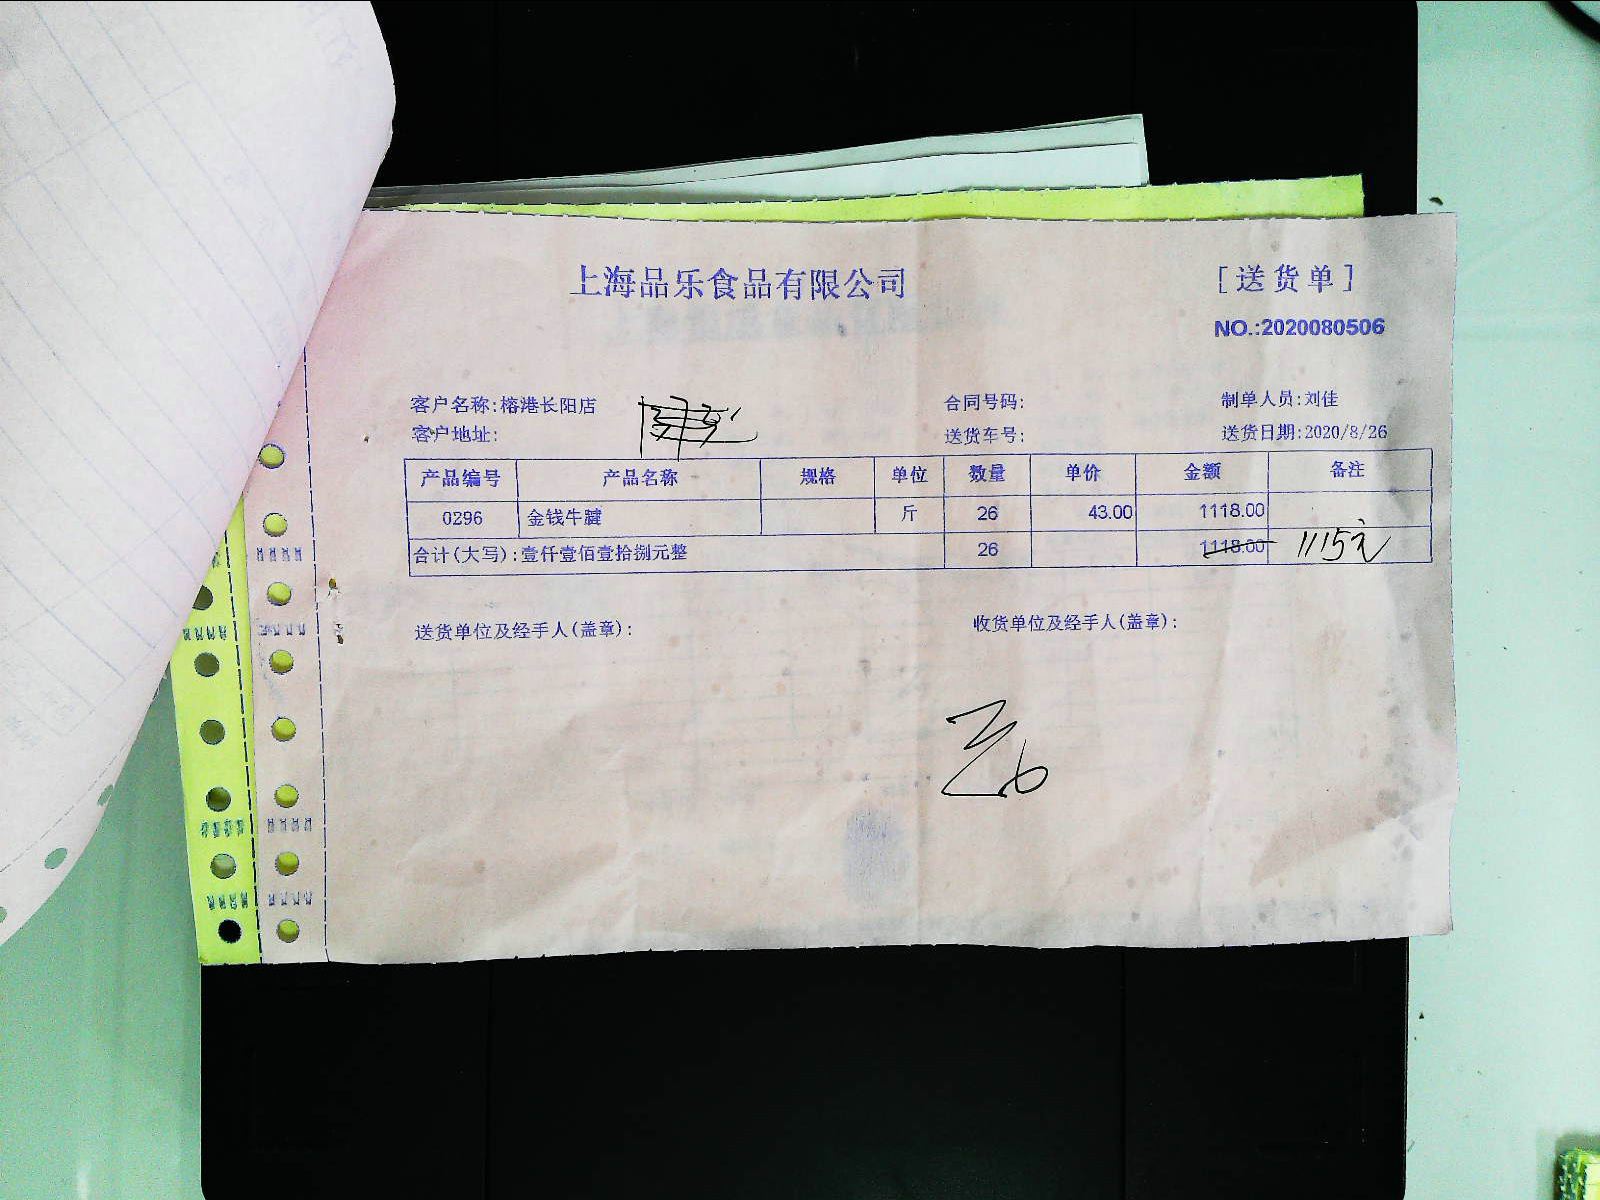 上海品乐食品有限公司
[送货单]
NO.:2020080506
客户名称:榕港长阳店
合同号码:
制单人员:刘佳
客户地址:
送货车号:
送货日期:2020/8/26
产品编号 产品名称 规格 单位 数量 单价 金额 备注
0296 金钱牛腱 斤 26 43.00 1118.00
合计(大写):壹仟壹佰壹拾捌元整 26 1118.00 1115元
送货单位及经手人(盖章):
收货单位及经手人(盖章):